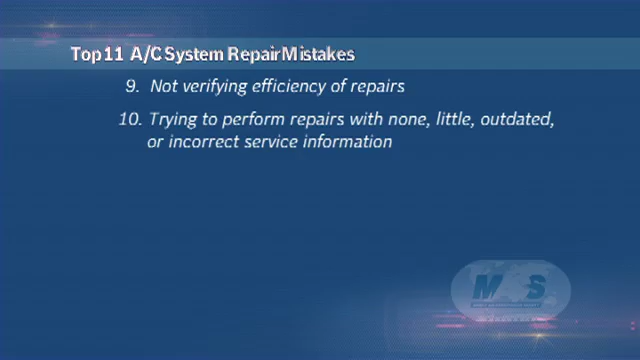 Top 11 A/C System Repair Mistakes
9. Not verifying efficiency of repairs
10. Trying to perform repairs with none, little, outdated,
or incorrect service information